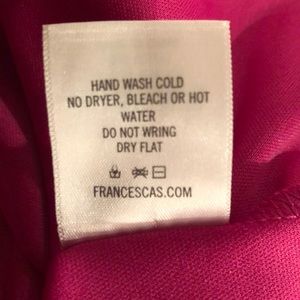 HAND WASH COLD
NO DRYER, BLEACH OR HOT
WATER
DO NOT WRING
DRY FLAT
FRANCESCAS.COM